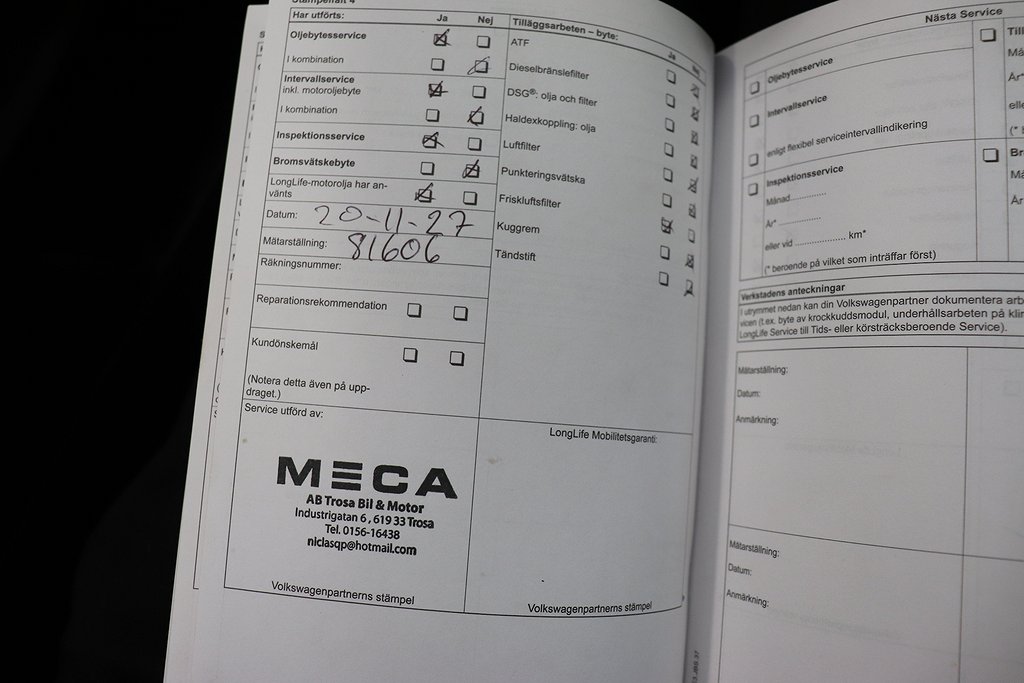 Stämpelfält 4
Har utförts: Ja Nej
Oljebytesservice
I kombination
Intervallservice
inkl. motoroljebyte
I kombination
Inspektionsservice
Bromsvätskebyte
LongLife-motorolja har an-
vänts
Datum: 20-11-27
Mätarställning: 81606
Räkningsnummer:
Reparationsrekommendation
Kundönskemål
(Notera detta även på upp-
draget.)
Service utförd av:
MECA
AB Trosa Bil & Motor
Industrigatan 6, 619 33 Trosa
Tel. 0156-16438
niclasqp@hotmail.com
Volkswagenpartnerns stämpel
Tilläggsarbeten – byte: Ja Nej
ATF
Dieselbränslefilter
DSG®: olja och filter
Haldexkoppling: olja
Luftfilter
Punkteringsvätska
Friskluftsfilter
Kuggrem
Tändstift
LongLife Mobilitetsgaranti:
Volkswagenpartnerns stämpel
Nästa Service
Oljebytesservice
Intervallservice
enligt flexibel serviceintervallindikering
Inspektionsservice
Månad.............
År* ..............
eller vid .................. km*
(* beroende på vilket som inträffar först)
Verkstadens anteckningar
I utrymmet nedan kan din Volkswagenpartner dokumentera
vicen (t.ex. byte av krockkuddsmodul, underhållsarbeten på
LongLife Service till Tids- eller körsträcksberoende Service).
Mätarställning:
Datum:
Anmärkning:
Mätarställning:
Datum:
Anmärkning: